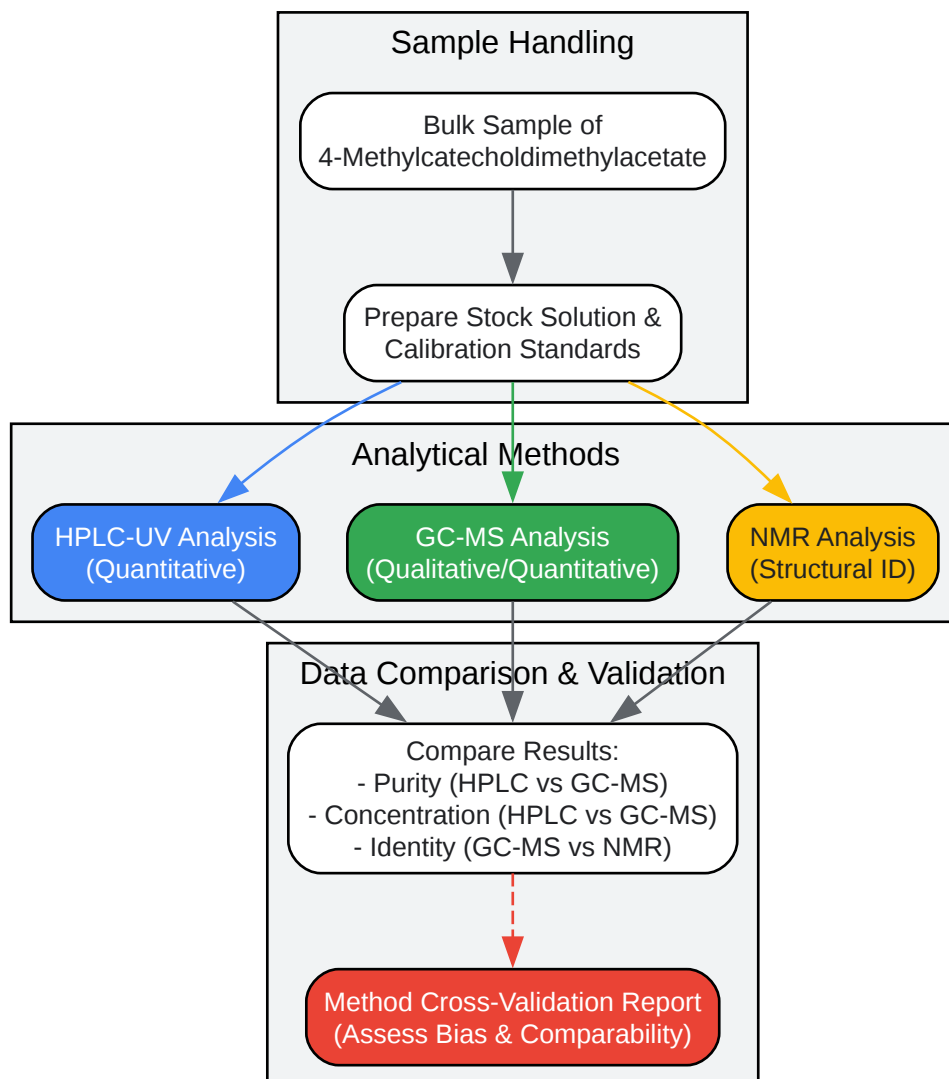 Sample Handling
Bulk Sample of
4-Methylcatecholdimethylacetate
Prepare Stock Solution &
Calibration Standards
Analytical Methods
HPLC-UV Analysis
(Quantitative)
GC-MS Analysis
(Qualitative/Quantitative)
NMR Analysis
(Structural ID)
Data Comparison & Validation
Compare Results:
- Purity (HPLC vs GC-MS)
- Concentration (HPLC vs GC-MS)
- Identity (GC-MS vs NMR)
Method Cross-Validation Report
(Assess Bias & Comparability)